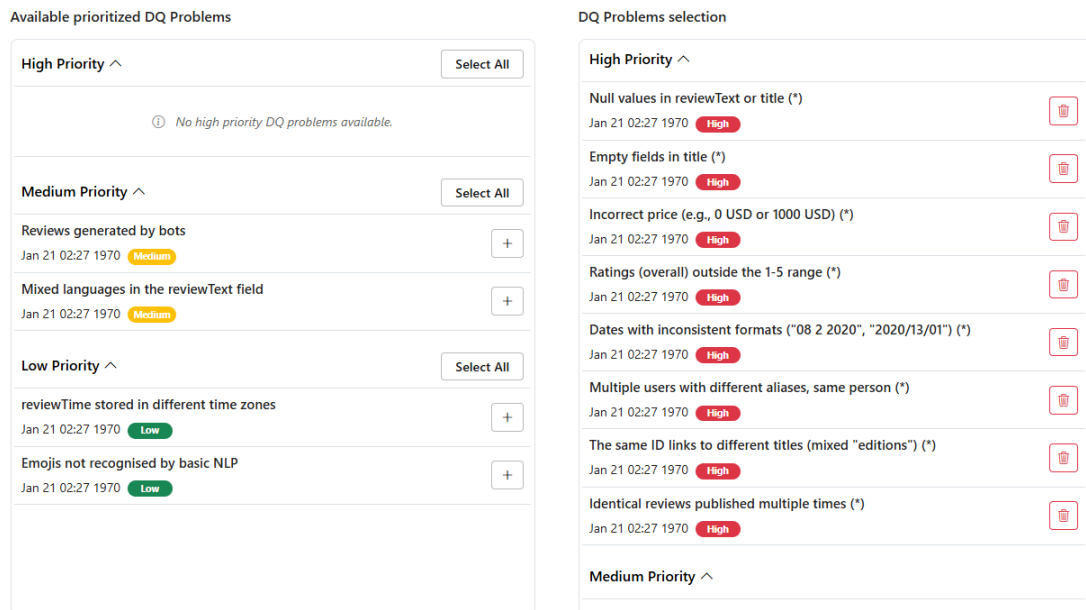 Available prioritized DQ Problems
High Priority
Select All
No high priority DQ problems available.
Medium Priority
Select All
Reviews generated by bots
Jan 21 02:27 1970 Medium
Mixed languages in the reviewText field
Jan 21 02:27 1970 Medium
Low Priority
Select All
reviewTime stored in different time zones
Jan 21 02:27 1970 Low
Emojis not recognised by basic NLP
Jan 21 02:27 1970 Low
DQ Problems selection
High Priority
Null values in reviewText or title (*)
Jan 21 02:27 1970 High
Empty fields in title (*)
Jan 21 02:27 1970 High
Incorrect price (e.g., 0 USD or 1000 USD) (*)
Jan 21 02:27 1970 High
Ratings (overall) outside the 1-5 range (*)
Jan 21 02:27 1970 High
Dates with inconsistent formats ("08 2 2020", "2020/13/01") (*)
Jan 21 02:27 1970 High
Multiple users with different aliases, same person (*)
Jan 21 02:27 1970 High
The same ID links to different titles (mixed "editions") (*)
Jan 21 02:27 1970 High
Identical reviews published multiple times (*)
Jan 21 02:27 1970 High
Medium Priority